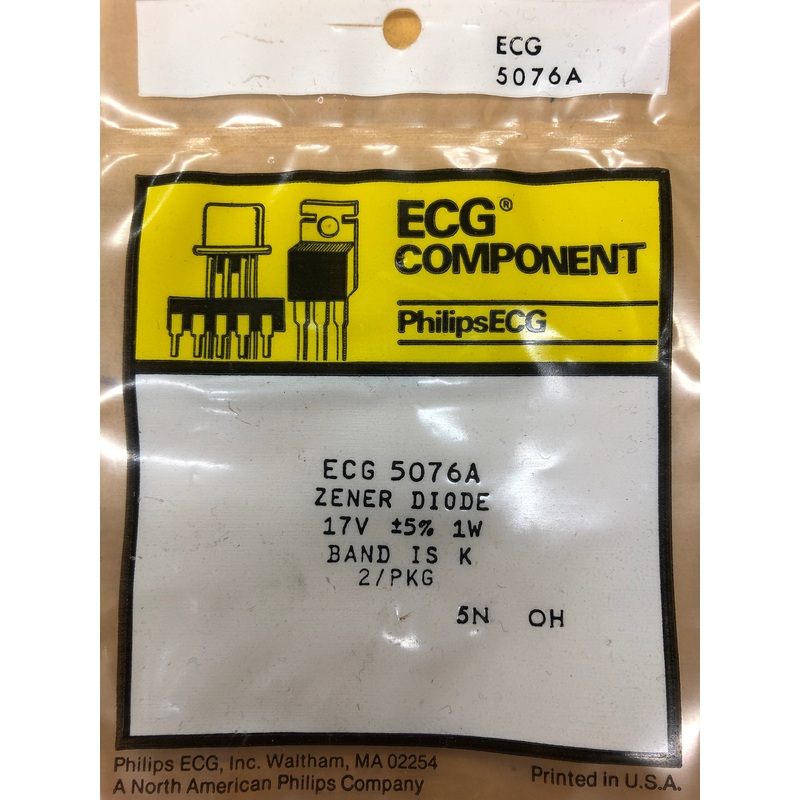 ECG
5076A
ECG®
COMPONENT
PhilipsECG
ECG 5076A
ZENER DIODE
17V ±5% 1W
BAND IS K
2/PKG
5N OH
Philips ECG, Inc. Waltham, MA 02254
A North American Philips Company
Printed in U.S.A.